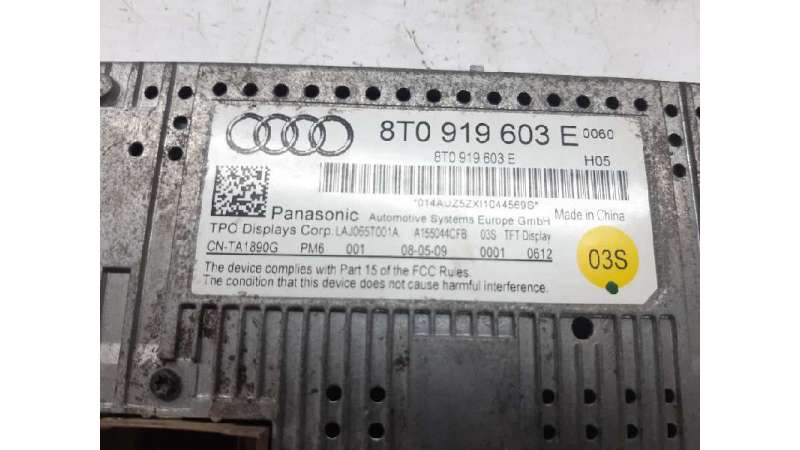 8T0 919 603 E 0060
8T0 919 603 E H05
*014AUZ5ZXI1044569S*
Panasonic Automotive Systems Europe GmbH Made in China
TPO Displays Corp. LAJ065T001A A155044CFB 03S TFT Display
CN-TA1890G PM6 001 08-05-09 0001 0612
03S
The device complies with Part 15 of the FCC Rules.
The condition that this device does not cause harmful interference.